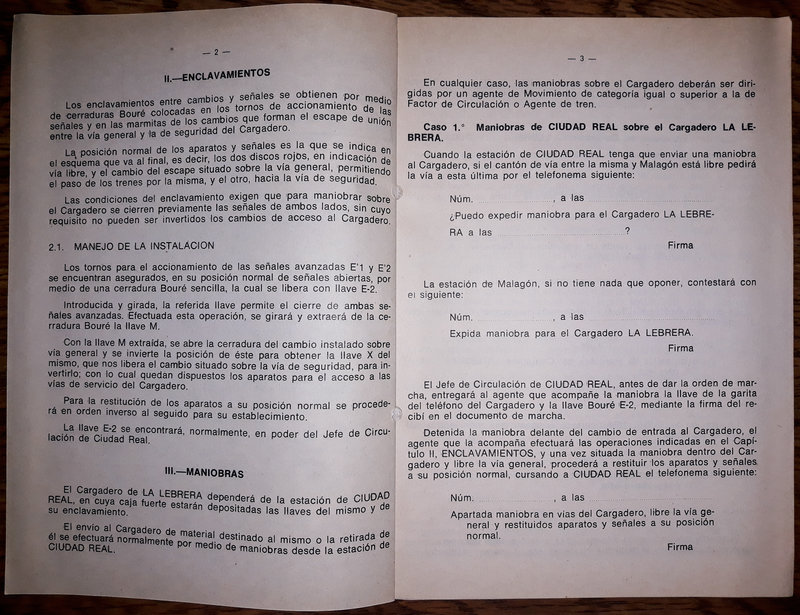 — 2 —
II.—ENCLAVAMIENTOS
Los enclavamientos entre cambios y señales se obtienen por medio
de cerraduras Bouré colocadas en los tornos de accionamiento de las
señales y en las marmitas de los cambios que forman el escape de unión
entre la vía general y la de seguridad del Cargadero.
La posición normal de los aparatos y señales es la que se indica en
el esquema que va al final, es decir, los dos discos rojos, en indicación de
vía libre, y el cambio del escape situado sobre la vía general, permitiendo
el paso de los trenes por la misma, y el otro, hacia la vía de seguridad.
Las condiciones del enclavamiento exigen que para maniobrar sobre
el Cargadero se cierren previamente las señales de ambos lados, sin cuyo
requisito no pueden ser invertidos los cambios de acceso al Cargadero.
2.1. MANEJO DE LA INSTALACION
Los tornos para el accionamiento de las señales avanzadas E'1 y E'2
se encuentran asegurados, en su posición normal de señales abiertas, por
medio de una cerradura Bouré sencilla, la cual se libera con llave E-2.
Introducida y girada, la referida llave permite el cierre de ambas se-
ñales avanzadas. Efectuada esta operación, se girará y extraerá de la ce-
rradura Bouré la llave M.
Con la llave M extraída, se abre la cerradura del cambio instalado sobre
vía general y se invierte la posición de éste para obtener la llave X del
mismo, que nos libera el cambio situado sobre la vía de seguridad, para in-
vertirlo; con lo cual quedan dispuestos los aparatos para el acceso a las
vías de servicio del Cargadero.
Para la restitución de los aparatos a su posición normal se procede-
rá en orden inverso al seguido para su establecimiento.
La llave E-2 se encontrará, normalmente, en poder del Jefe de Circu-
lación de Ciudad Real.
III.—MANIOBRAS
El Cargadero de LA LEBRERA dependerá de la estación de CIUDAD
REAL, en cuya caja fuerte estarán depositadas las llaves del mismo y de
su enclavamiento.
El envío al Cargadero de material destinado al mismo o la retirada de
él se efectuará normalmente por medio de maniobras desde la estación de
CIUDAD REAL.
— 3 —
En cualquier caso, las maniobras sobre el Cargadero deberán ser diri-
gidas por un agente de Movimiento de categoría igual o superior a la de
Factor de Circulación o Agente de tren.
Caso 1.° Maniobras de CIUDAD REAL sobre el Cargadero LA LE-
BRERA.
Cuando la estación de CIUDAD REAL tenga que enviar una maniobra
al Cargadero, si el cantón de vía entre la misma y Malagón está libre pedirá
la vía a esta última por el telefonema siguiente:
Núm. , a las
¿Puedo expedir maniobra para el Cargadero LA LEBRE-
RA a las ?
Firma
La estación de Malagón, si no tiene nada que oponer, contestará con
el siguiente:
Núm. , a las
Expida maniobra para el Cargadero LA LEBRERA.
Firma
El Jefe de Circulación de CIUDAD REAL, antes de dar la orden de mar-
cha, entregará al agente que acompañe la maniobra la llave de la garita
del teléfono del Cargadero y la llave Bouré E-2, mediante la firma del re-
cibí en el documento de marcha.
Detenida la maniobra delante del cambio de entrada al Cargadero, el
agente que la acompaña efectuará las operaciones indicadas en el Capí-
tulo II, ENCLAVAMIENTOS, y una vez situada la maniobra dentro del Car-
gadero y libre la vía general, procederá a restituir los aparatos y señales
a su posición normal, cursando a CIUDAD REAL el telefonema siguiente:
Núm. , a las
Apartada maniobra en vías del Cargadero, libre la vía ge-
neral y restituidos aparatos y señales a su posición
normal.
Firma